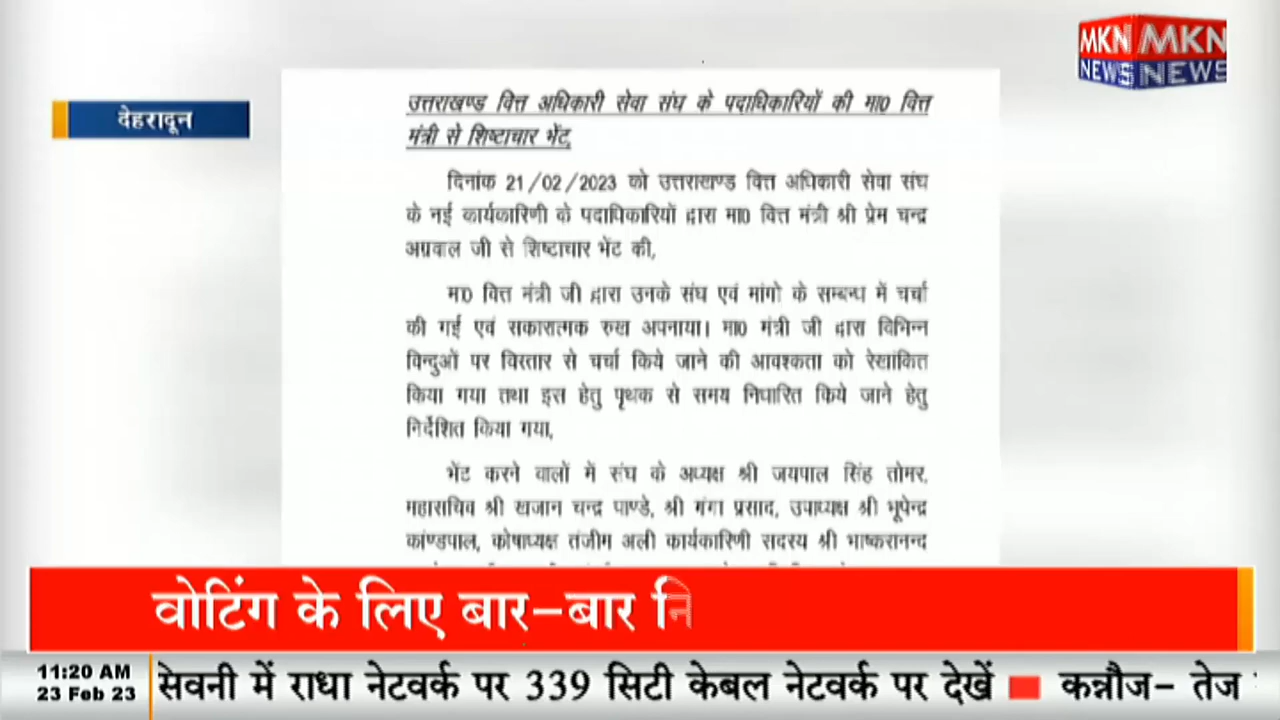 MKN MKN
NEWS NEWS
देहरादून
उत्तराखण्ड वित्त अधिकारी सेवा संघ के पदाधिकारियों की मा0 वित्त
मंत्री से शिष्टाचार भेंट,
दिनांक 21/02/2023 को उत्तराखण्ड वित्त अधिकारी सेवा संघ
के नई कार्यकारिणी के पदाधिकारियों द्वारा मा0 वित्त मंत्री श्री प्रेम चन्द्र
अग्रवाल जी से शिष्टाचार भेंट की,
मा0 वित्त मंत्री जी द्वारा उनके संघ एवं मांगो के सम्बन्ध में चर्चा
की गई एवं सकारात्मक रुख अपनाया। मा0 मंत्री जी द्वारा विभिन्न
विन्दुओं पर विस्तार से चर्चा किये जाने की आवश्कता को रेखांकित
किया गया तथा इस हेतु पृथक से समय निर्धारित किये जाने हेतु
निर्देशित किया गया,
भेंट करने वालों में संघ के अध्यक्ष श्री जयपाल सिंह तोमर,
महासचिव श्री खजान चन्द्र पाण्डे, श्री गंगा प्रसाद, उपाध्यक्ष श्री भूपेन्द्र
कांण्डपाल, कोषाध्यक्ष तंजीम अली कार्यकारिणी सदस्य श्री भाष्करानन्द
वोटिंग के लिए बार-बार नि
11:20 AM
23 Feb 23
सेवनी में राधा नेटवर्क पर 339 सिटी केबल नेटवर्क पर देखें कन्नौज- तेज